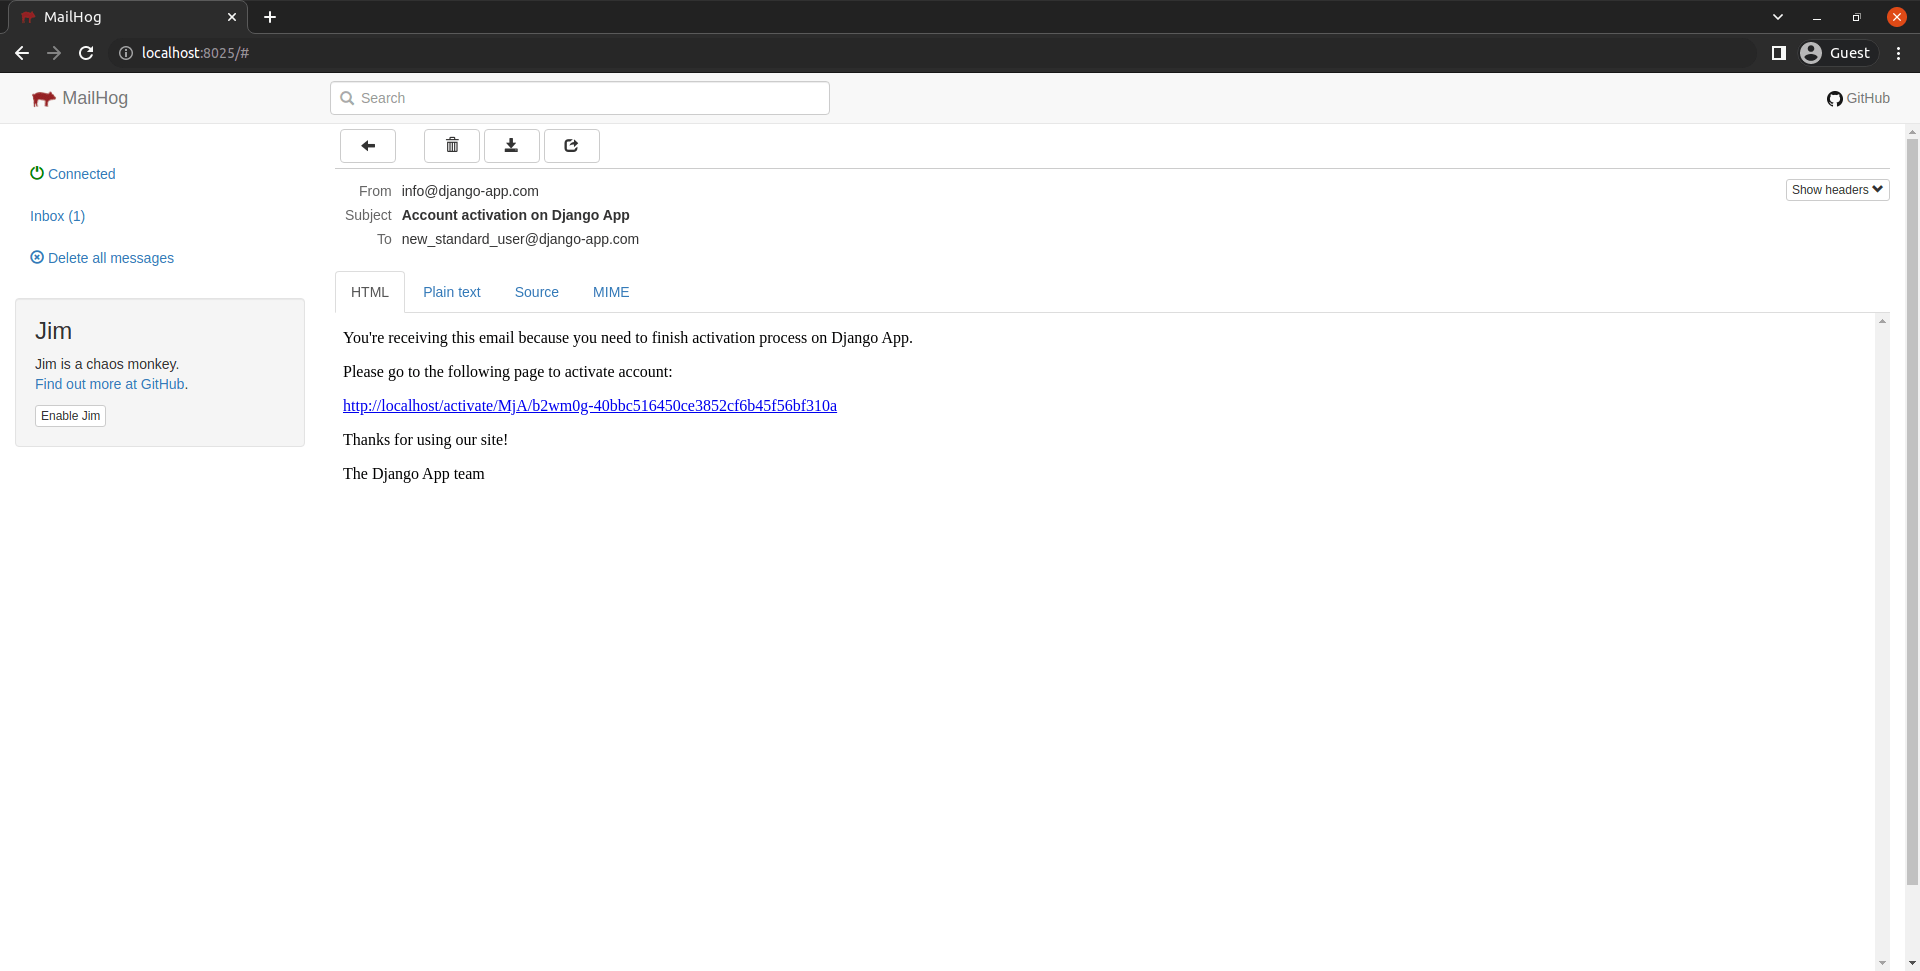 MailHog
localhost:8025/#
Guest
MailHog
Search
GitHub
Connected
Inbox (1)
Delete all messages
Jim
Jim is a chaos monkey.
Find out more at GitHub.
Enable Jim
From info@django-app.com
Show headers
Subject Account activation on Django App
To new_standard_user@django-app.com
HTML Plain text Source MIME
You're receiving this email because you need to finish activation process on Django App.
Please go to the following page to activate account:
http://localhost/activate/MjA/b2wm0g-40bbc516450ce3852cf6b45f56bf310a
Thanks for using our site!
The Django App team